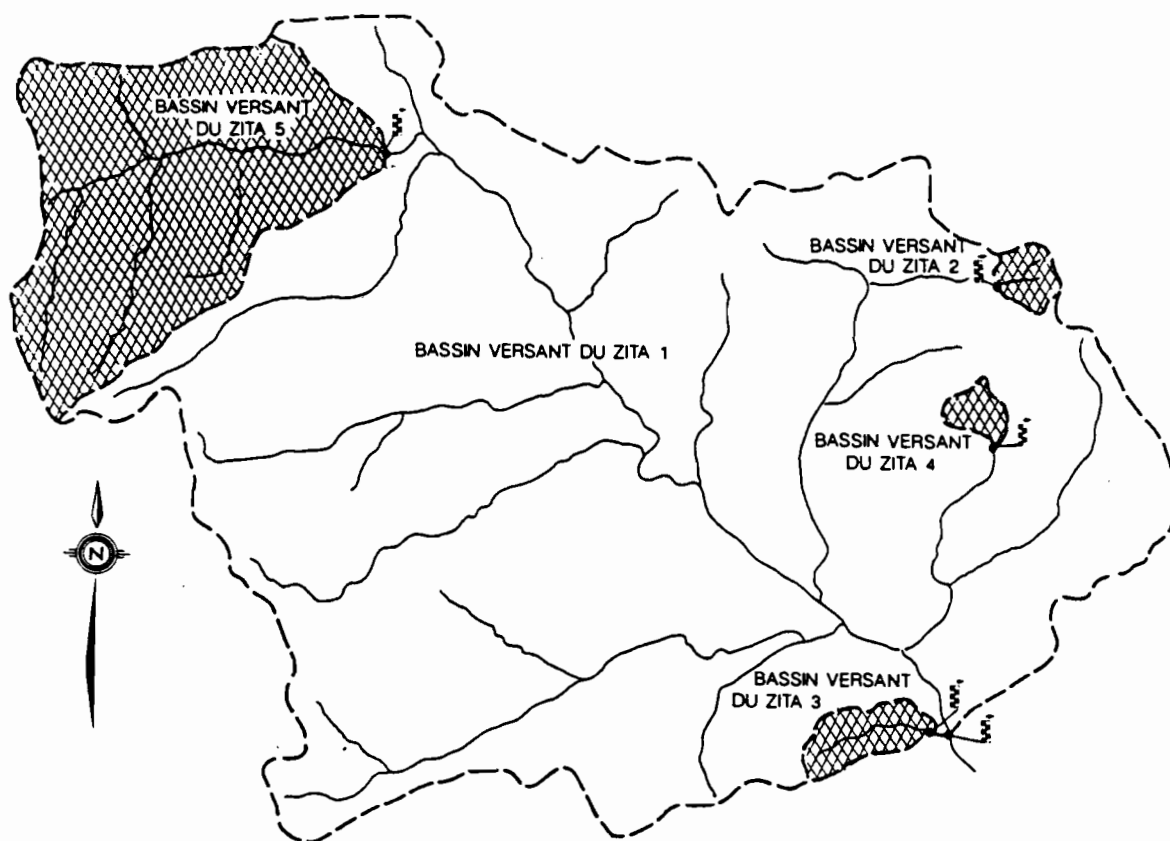 BASSIN VERSANT
DU ZITA 5
BASSIN VERSANT
DU ZITA 2
BASSIN VERSANT DU ZITA 1
BASSIN VERSANT
DU ZITA 4
N
BASSIN VERSANT
DU ZITA 3